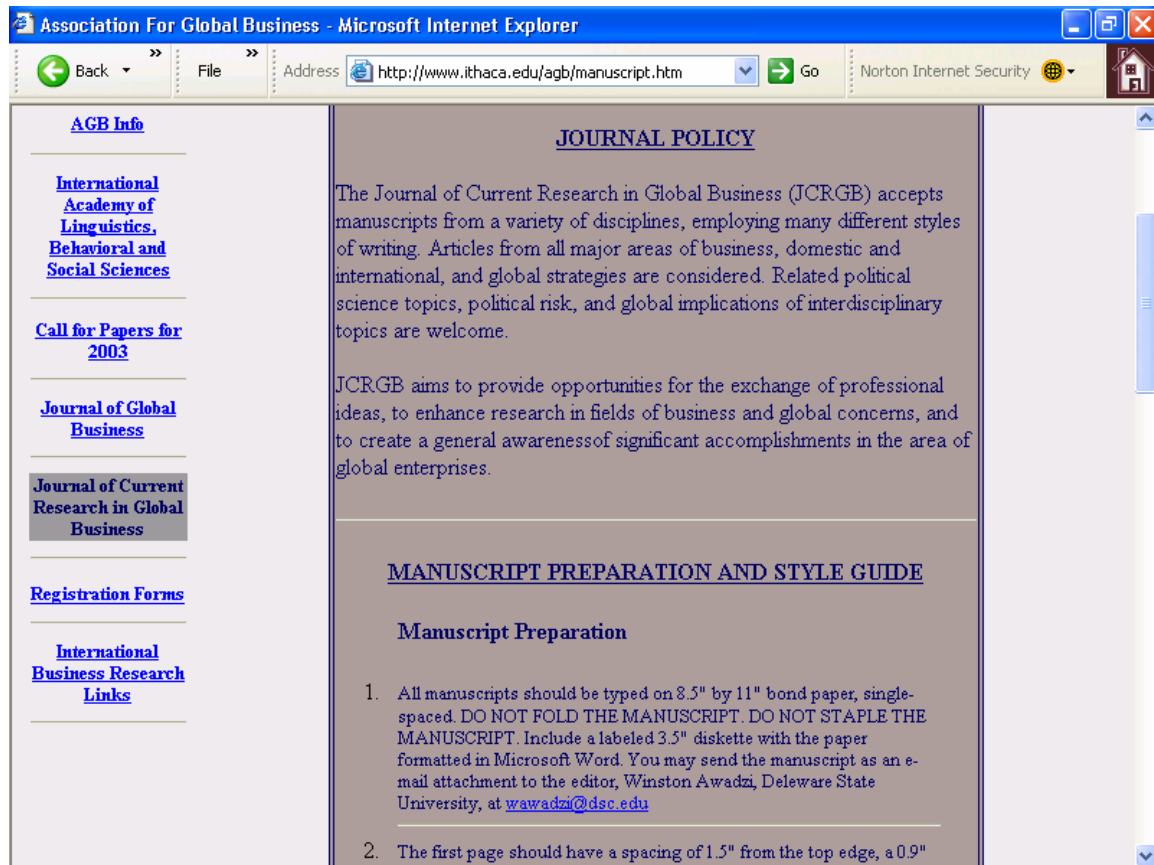 Association For Global Business - Microsoft Internet Explorer
Back » File » Address http://www.ithaca.edu/agb/manuscript.htm Go Norton Internet Security
AGB Info
International
Academy of
Linguistics,
Behavioral and
Social Sciences
Call for Papers for
2003
Journal of Global
Business
Journal of Current
Research in Global
Business
Registration Forms
International
Business Research
Links
JOURNAL POLICY
The Journal of Current Research in Global Business (JCRGB) accepts
manuscripts from a variety of disciplines, employing many different styles
of writing. Articles from all major areas of business, domestic and
international, and global strategies are considered. Related political
science topics, political risk, and global implications of interdisciplinary
topics are welcome.
JCRGB aims to provide opportunities for the exchange of professional
ideas, to enhance research in fields of business and global concerns, and
to create a general awarenessof significant accomplishments in the area of
global enterprises.
MANUSCRIPT PREPARATION AND STYLE GUIDE
Manuscript Preparation
1. All manuscripts should be typed on 8.5" by 11" bond paper, single-
spaced. DO NOT FOLD THE MANUSCRIPT. DO NOT STAPLE THE
MANUSCRIPT. Include a labeled 3.5" diskette with the paper
formatted in Microsoft Word. You may send the manuscript as an e-
mail attachment to the editor, Winston Awadzi, Deleware State
University, at wawadzi@dsc.edu
2. The first page should have a spacing of 1.5" from the top edge, a 0.9"